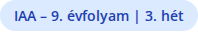 IAA – 9. évfolyam | 3. hét